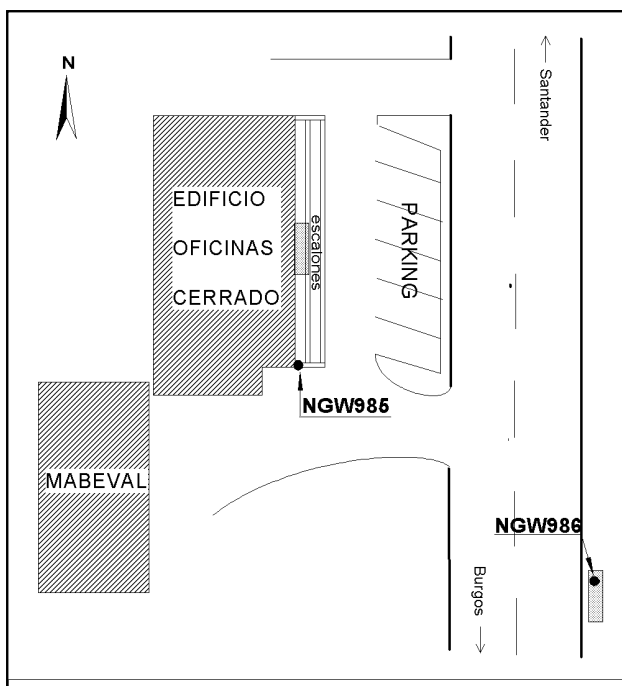 N
Santander
EDIFICIO
OFICINAS
CERRADO
escalones
PARKING
NGW985
MABEVAL
NGW986
Burgos